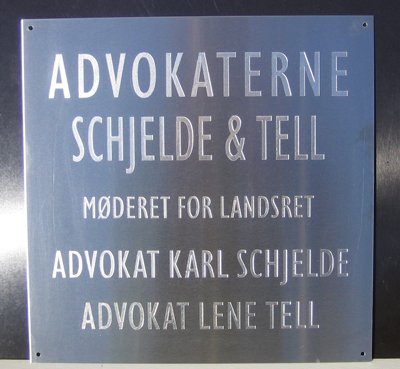 ADVOKATERNE
SCHJELDE & TELL
MØDERET FOR LANDSRET
ADVOKAT KARL SCHJELDE
ADVOKAT LENE TELL